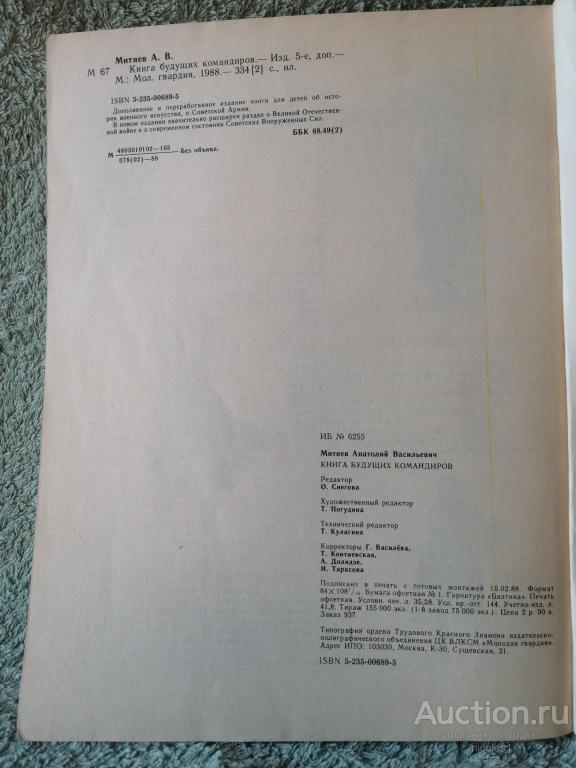 Митяев А. В.
М 67 Книга будущих командиров.— Изд. 5-е, доп.—
М.: Мол. гвардия, 1988.— 334[2] с., ил.
ISBN 5-235-00689-5
Дополненное и переработанное издание книги для детей об исто-
рии военного искусства, о Советской Армии.
В новом издании значительно расширен раздел о Великой Отечествен-
ной войне и о современном состоянии Советских Вооруженных Сил.
ББК 68.49(2)
М 4803010102—103
078(02)—88
Без объявл.
ИБ № 6255
Митяев Анатолий Васильевич
КНИГА БУДУЩИХ КОМАНДИРОВ
Редактор
О. Снегова
Художественный редактор
Т. Погудина
Технический редактор
Т. Кулагина
Корректоры Г. Василёва,
Т. Контиевская,
А. Долидзе,
И. Тарасова
Подписано в печать с готовых монтажей 15.02.88. Формат
84×108¹/₁₆. Бумага офсетная № 1. Гарнитура «Балтика». Печать
офсетная. Условн. печ. л. 35,28. Усл. кр.-отт. 144. Учетно-изд. л.
41,8. Тираж 155 000 экз. (1-й завод 75 000 экз.). Цена 2 р. 90 к.
Заказ 937.
Типография ордена Трудового Красного Знамени издательско-
полиграфического объединения ЦК ВЛКСМ «Молодая гвардия».
Адрес ИПО: 103030, Москва, К-30, Сущевская, 21.
ISBN 5-235-00689-5
Auction.ru
торговая площадка